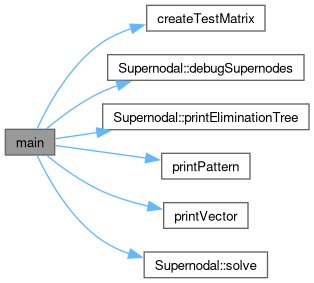 createTestMatrix
Supernodal::debugSupernodes
Supernodal::printEliminationTree
main
printPattern
printVector
Supernodal::solve